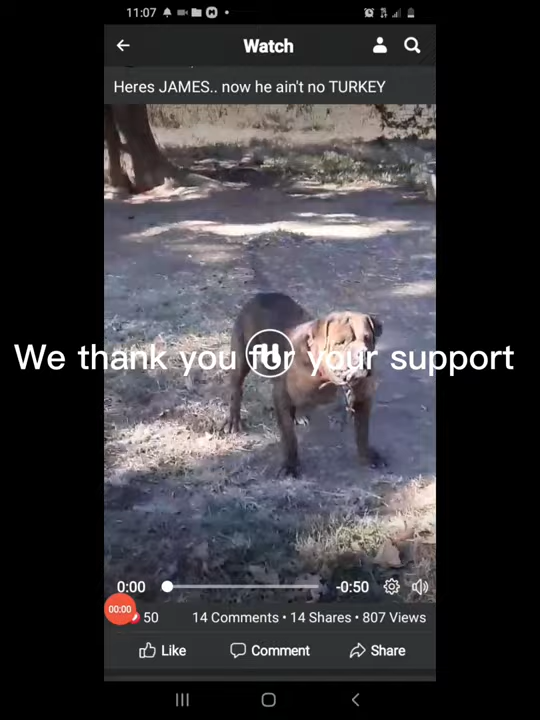 11:07
Watch
Heres JAMES.. now he ain't no TURKEY
We thank you for your support
0:00
-0:50
00:00
50
14 Comments • 14 Shares • 807 Views
Like
Comment
Share